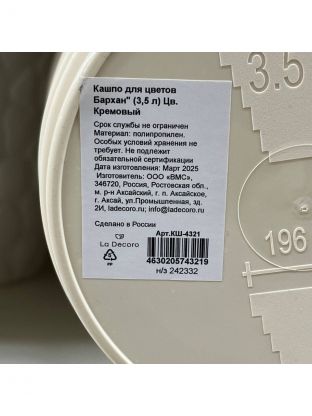 Кашпо для цветов
Бархан" (3,5 л) Цв.
Кремовый
Срок службы не ограничен
Материал: полипропилен.
Особых условий хранения не
требует. Не подлежит
обязательной сертификации
Дата изготовления: Март 2025
Изготовитель: ООО «ВМС»,
346720, Россия, Ростовская обл.,
м. р-н Аксайский, г. п. Аксайское,
г. Аксай, ул.Промышленная, зд.
2И, ladecoro.ru; info@ladecoro.ru
Сделано в России
Арт.КШ-4321
La Decoro
5
PP
4630205743219
н/з 242332
3.5
196